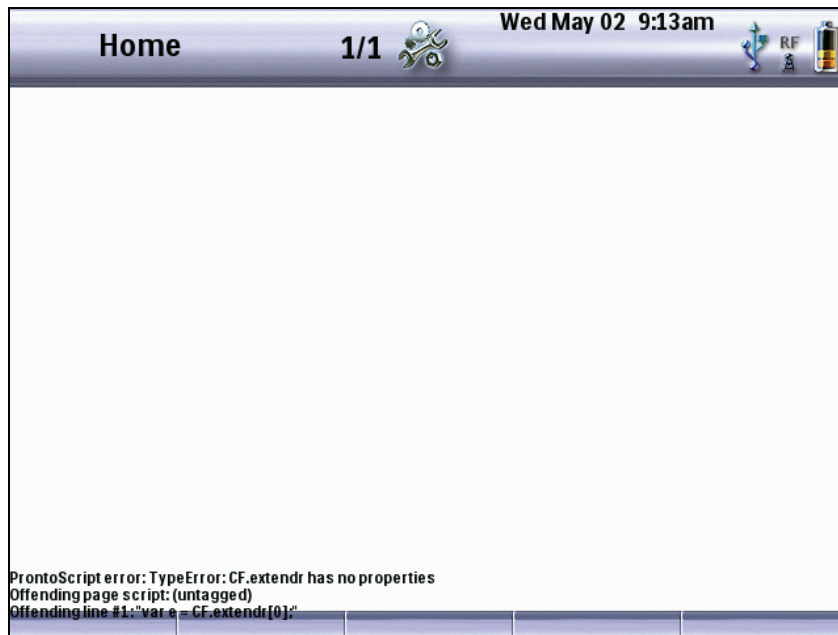 Home
1/1
Wed May 02 9:13am
RF
ProntoScript error: TypeError: CF.extendr has no properties
Offending page script: (untagged)
Offending line #1: "var e = CF.extendr[0];"